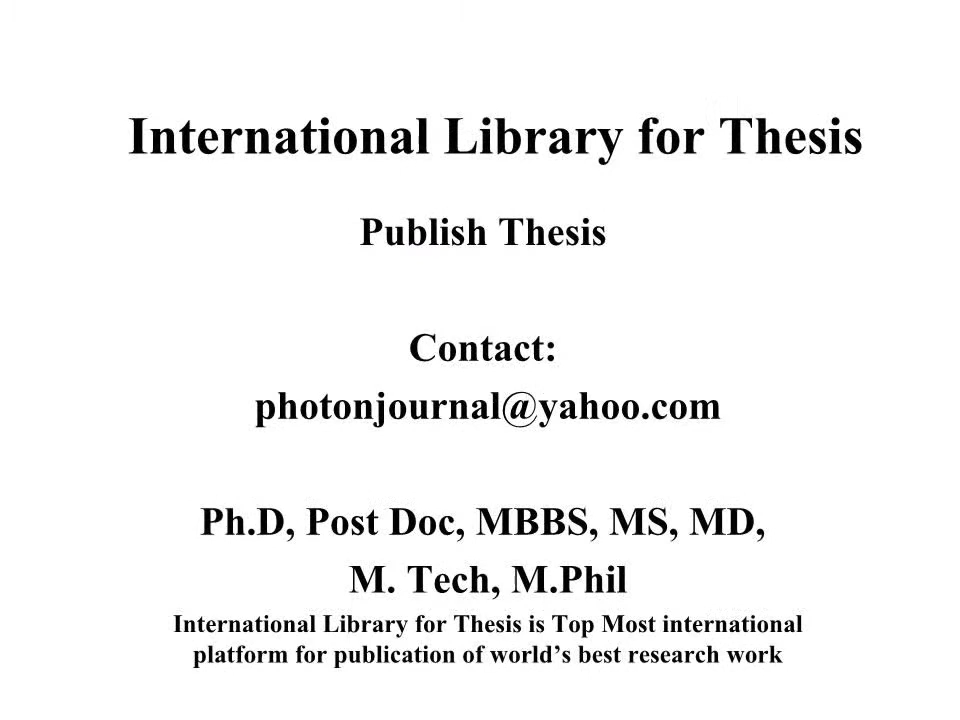 International Library for Thesis
Publish Thesis
Contact:
photonjournal@yahoo.com
Ph.D, Post Doc, MBBS, MS, MD,
M. Tech, M.Phil
International Library for Thesis is Top Most international
platform for publication of world’s best research work